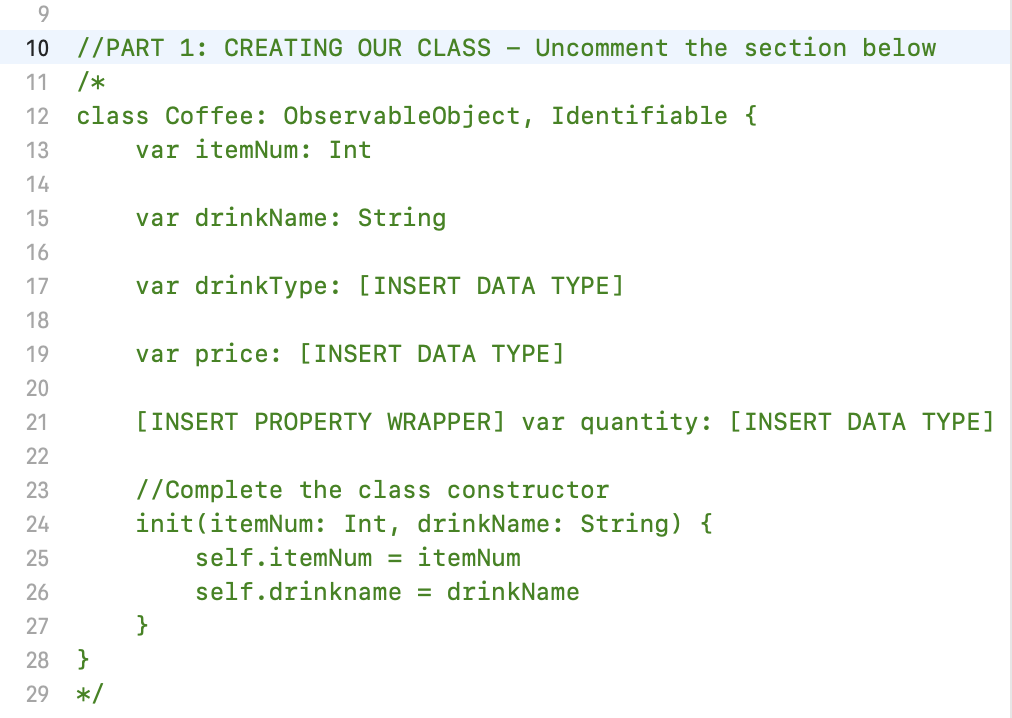 9
10 //PART 1: CREATING OUR CLASS – Uncomment the section below
11 /*
12 class Coffee: ObservableObject, Identifiable {
13     var itemNum: Int
14
15     var drinkName: String
16
17     var drinkType: [INSERT DATA TYPE]
18
19     var price: [INSERT DATA TYPE]
20
21     [INSERT PROPERTY WRAPPER] var quantity: [INSERT DATA TYPE]
22
23     //Complete the class constructor
24     init(itemNum: Int, drinkName: String) {
25         self.itemNum = itemNum
26         self.drinkname = drinkName
27     }
28 }
29 */